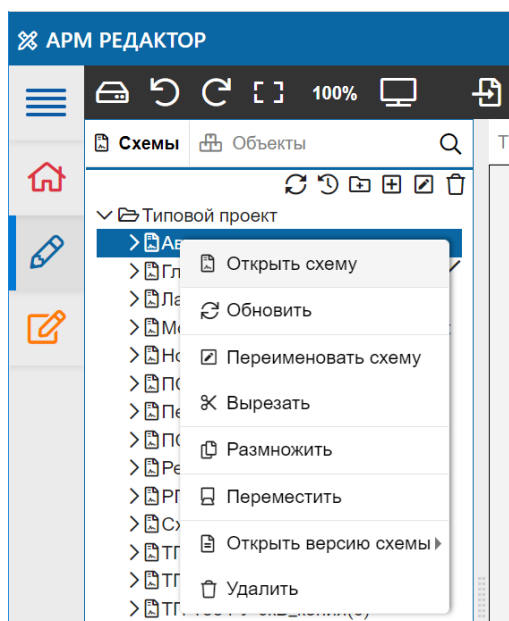 АРМ РЕДАКТОР
100%
Схемы Объекты
Типовой проект
Открыть схему
Обновить
Переименовать схему
Вырезать
Размножить
Переместить
Открыть версию схемы
Удалить